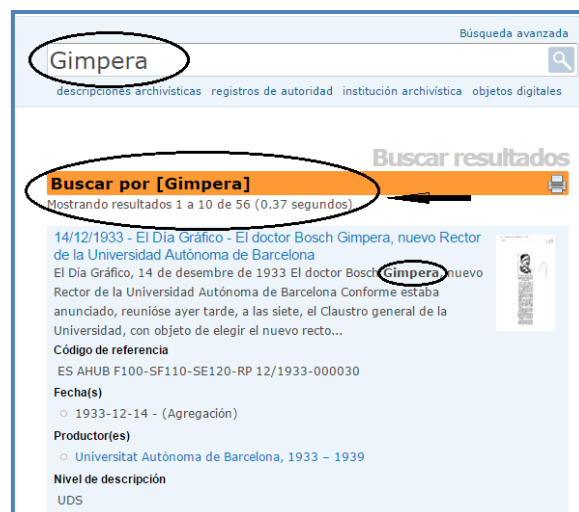 Búsqueda avanzada
Gimpera
descripciones archivísticas registros de autoridad institución archivística objetos digitales
Buscar resultados
Buscar por [Gimpera]
Mostrando resultados 1 a 10 de 56 (0.37 segundos)
14/12/1933 - El Día Gráfico - El doctor Bosch Gimpera, nuevo Rector
de la Universidad Autónoma de Barcelona
El Día Gráfico, 14 de desembre de 1933 El doctor Bosch Gimpera, nuevo
Rector de la Universidad Autónoma de Barcelona Conforme estaba
anunciado, reunióse ayer tarde, a las siete, el Claustro general de la
Universidad, con objeto de elegir el nuevo recto...
Código de referencia
ES AHUB F100-SF110-SE120-RP 12/1933-000030
Fecha(s)
1933-12-14 - (Agregación)
Productor(es)
Universitat Autònoma de Barcelona, 1933 – 1939
Nivel de descripción
UDS